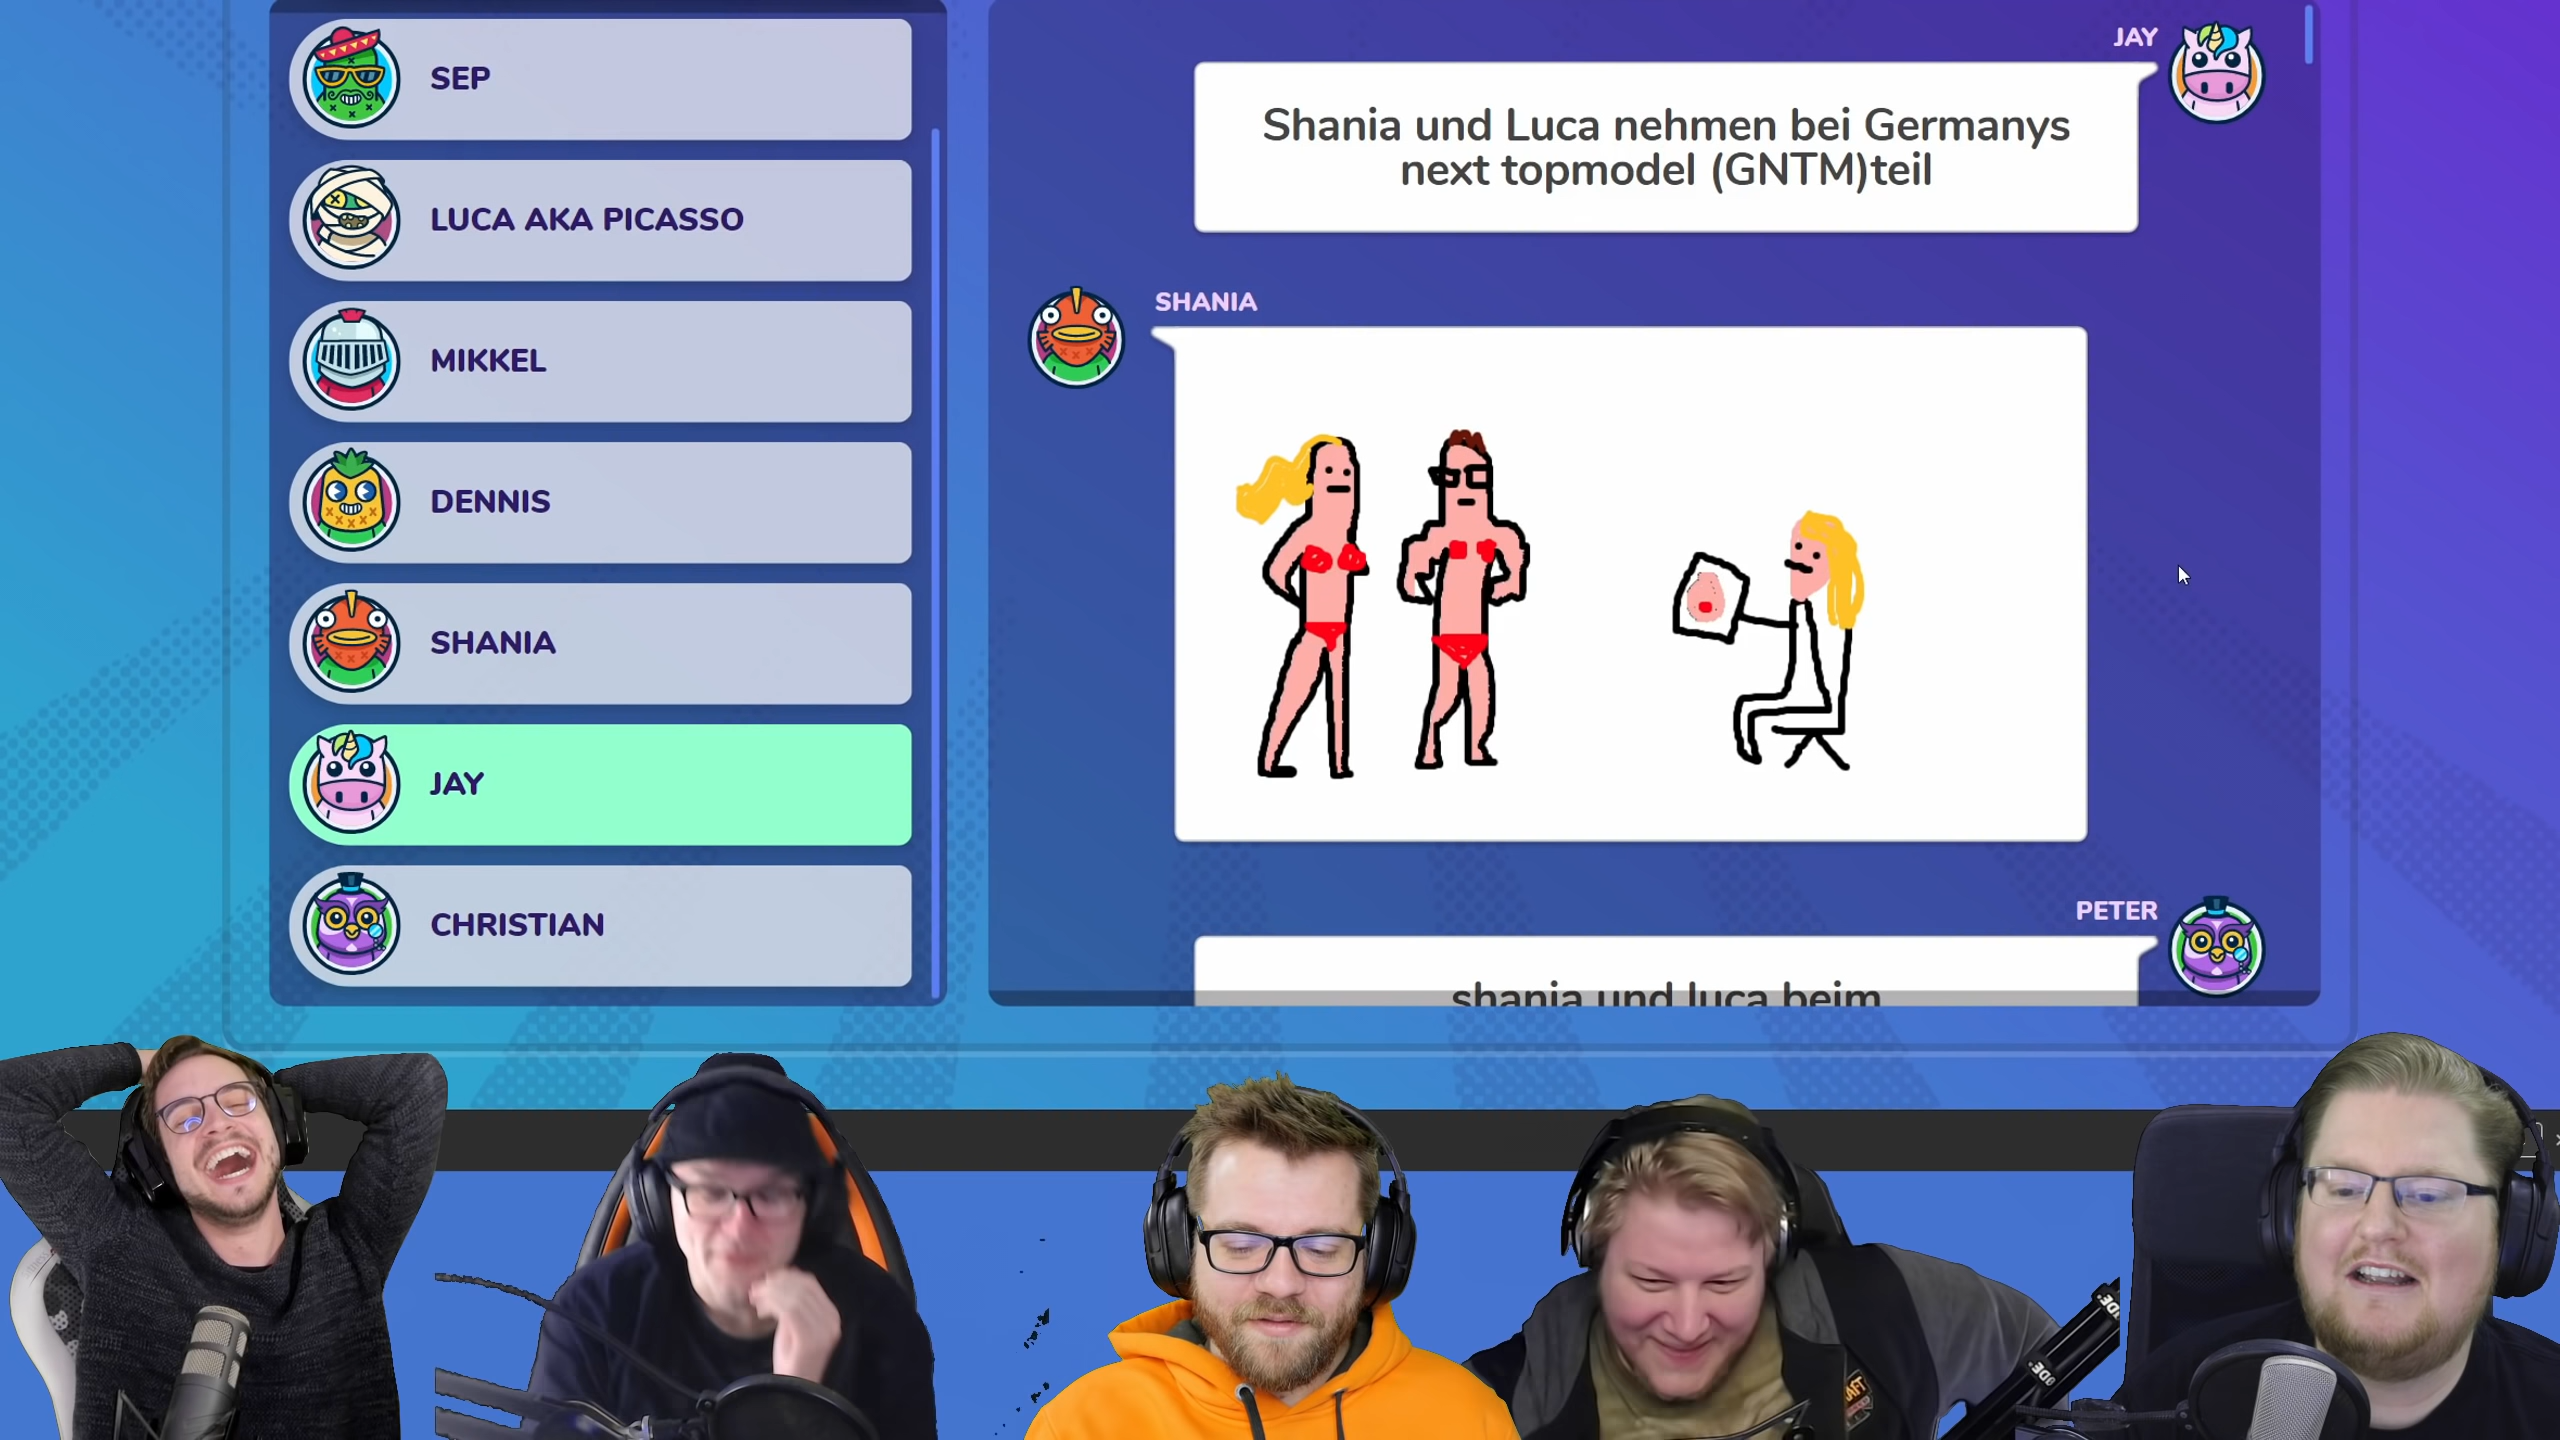 SEP
LUCA AKA PICASSO
MIKKEL
DENNIS
SHANIA
JAY
CHRISTIAN
JAY
Shania und Luca nehmen bei Germanys
next topmodel (GNTM)teil
SHANIA
PETER
shania und luca beim